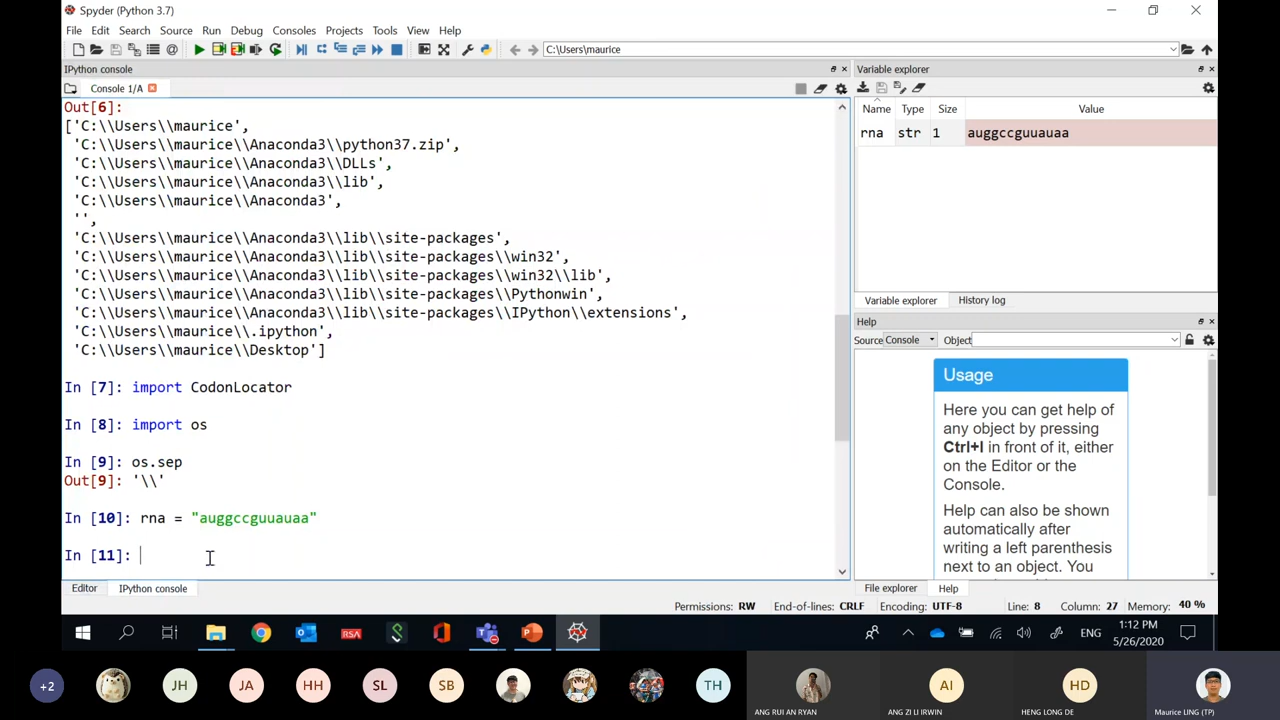 Spyder (Python 3.7)
File Edit Search Source Run Debug Consoles Projects Tools View Help
C:\Users\maurice
IPython console
Console 1/A
Out[6]:
['C:\\Users\\maurice',
'C:\\Users\\maurice\\Anaconda3\\python37.zip',
'C:\\Users\\maurice\\Anaconda3\\DLLs',
'C:\\Users\\maurice\\Anaconda3\\lib',
'C:\\Users\\maurice\\Anaconda3',
'',
'C:\\Users\\maurice\\Anaconda3\\lib\\site-packages',
'C:\\Users\\maurice\\Anaconda3\\lib\\site-packages\\win32',
'C:\\Users\\maurice\\Anaconda3\\lib\\site-packages\\win32\\lib',
'C:\\Users\\maurice\\Anaconda3\\lib\\site-packages\\Pythonwin',
'C:\\Users\\maurice\\Anaconda3\\lib\\site-packages\\IPython\\extensions',
'C:\\Users\\maurice\\.ipython',
'C:\\Users\\maurice\\Desktop']
In [7]: import CodonLocator
In [8]: import os
In [9]: os.sep
Out[9]: '\\'
In [10]: rna = "auggccguuauaa"
In [11]:
Editor IPython console
Variable explorer
Name Type Size Value
rna str 1 auggccguuauaa
Variable explorer History log
Help
Source Console Object
Usage
Here you can get help of
any object by pressing
Ctrl+I in front of it, either
on the Editor or the
Console.
Help can also be shown
automatically after
writing a left parenthesis
next to an object. You
File explorer Help
Permissions: RW End-of-lines: CRLF Encoding: UTF-8 Line: 8 Column: 27 Memory: 40 %
RSA
S
ENG
1:12 PM
5/26/2020
+2 JH JA HH SL SB TH
AI HD
ANG RUI AN RYAN ANG ZI LI IRWIN HENG LONG DE Maurice LING (TP)